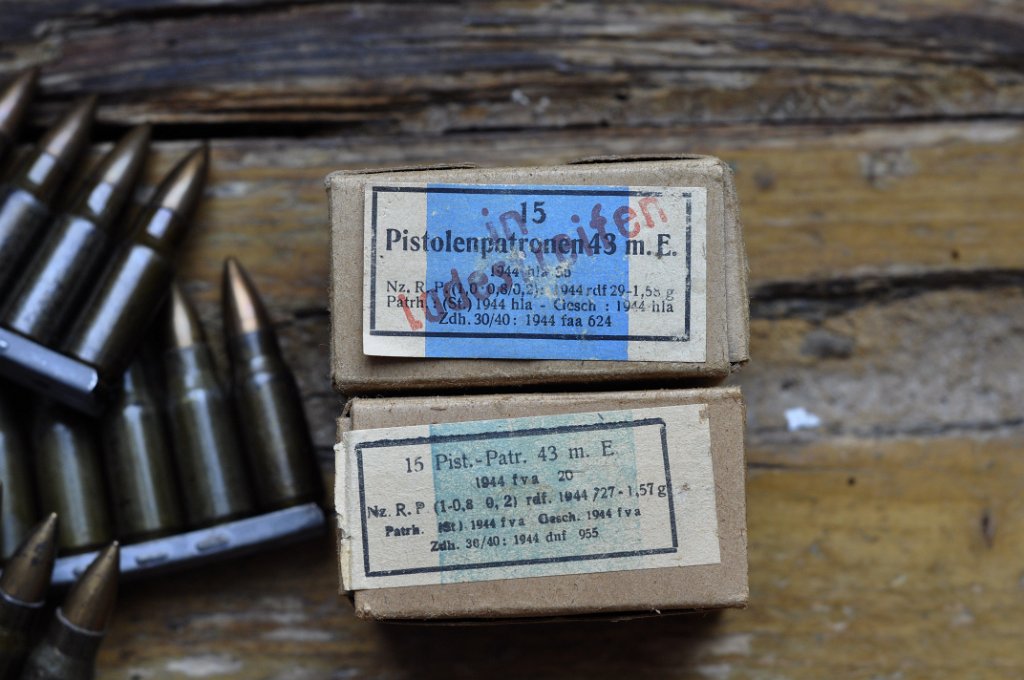 15
Pistolenpatronen 43 m. E.
in
Ladestreifen
1944 hla
Nz. R. P (1,0 0,8/0,2): 1944 rdf 29-1,58 g
Patrh.: (St.) 1944 hla - Gesch: 1944 hla
Zdh. 30/40: 1944 faa 624
15 Pist.-Patr. 43 m. E.
1944 fva 20
Nz. R. P (1-0,8 0, 2) rdf. 1944 /27-1,57 g
Patrh. (St). 1944 fva Gesch. 1944 fva
Zdh. 30/40: 1944 dnf 955